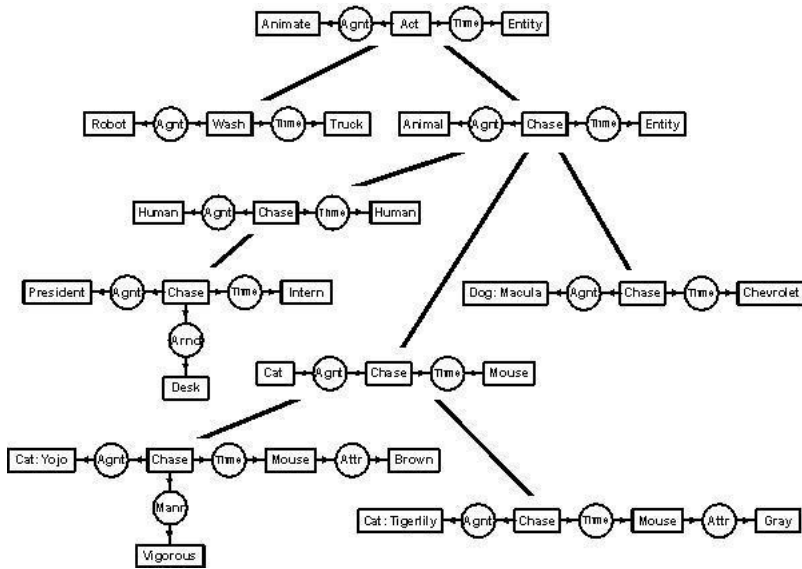 Animate Agnt Act Thme Entity
Robot Agnt Wash Thme Truck Animal Agnt Chase Thme Entity
Human Agnt Chase Thme Human
President Agnt Chase Thme Intern Dog: Macula Agnt Chase Thme Chevrolet
Arnd
Cat Agnt Chase Thme Mouse
Desk
Cat: Yojo Agnt Chase Thme Mouse Attr Brown
Manr
Cat: Tigerlily Agnt Chase Thme Mouse Attr Gray
Vigorous